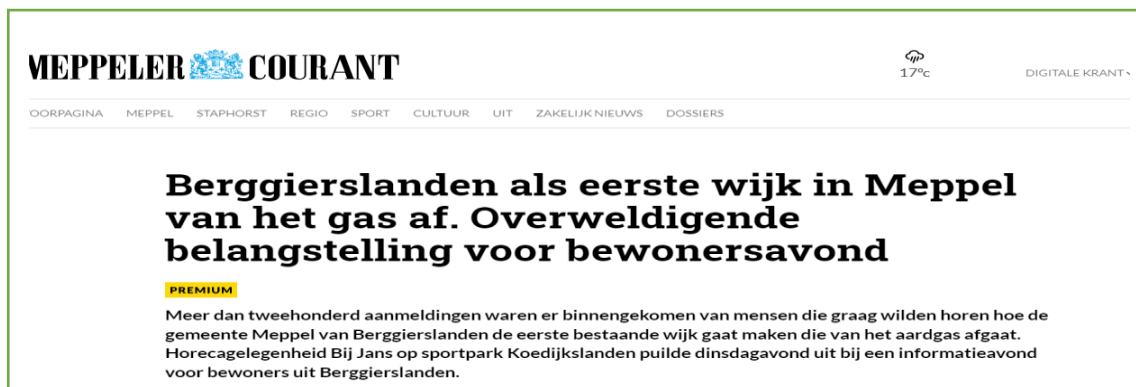 MEPPELER COURANT
17°c
DIGITALE KRANT
OORPAGINA MEPPEL STAPHORST REGIO SPORT CULTUUR UIT ZAKELIJK NIEUWS DOSSIERS
Berggierslanden als eerste wijk in Meppel
van het gas af. Overweldigende
belangstelling voor bewonersavond
PREMIUM
Meer dan tweehonderd aanmeldingen waren er binnengekomen van mensen die graag wilden horen hoe de
gemeente Meppel van Berggierslanden de eerste bestaande wijk gaat maken die van het aardgas afgaat.
Horecagelegenheid Bij Jans op sportpark Koedijkslanden puilde dinsdagavond uit bij een informatieavond
voor bewoners uit Berggierslanden.